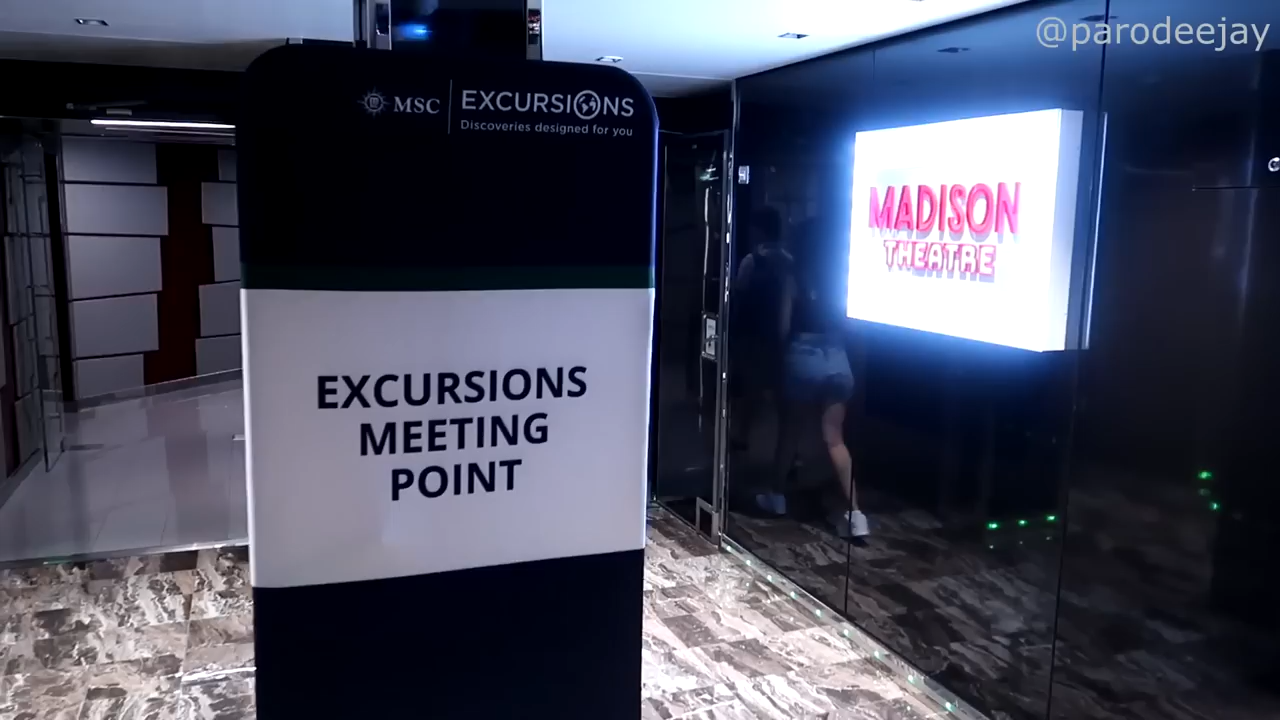 @parodeejay
MSC EXCURSIONS
Discoveries designed for you
MADISON
THEATRE
EXCURSIONS
MEETING
POINT